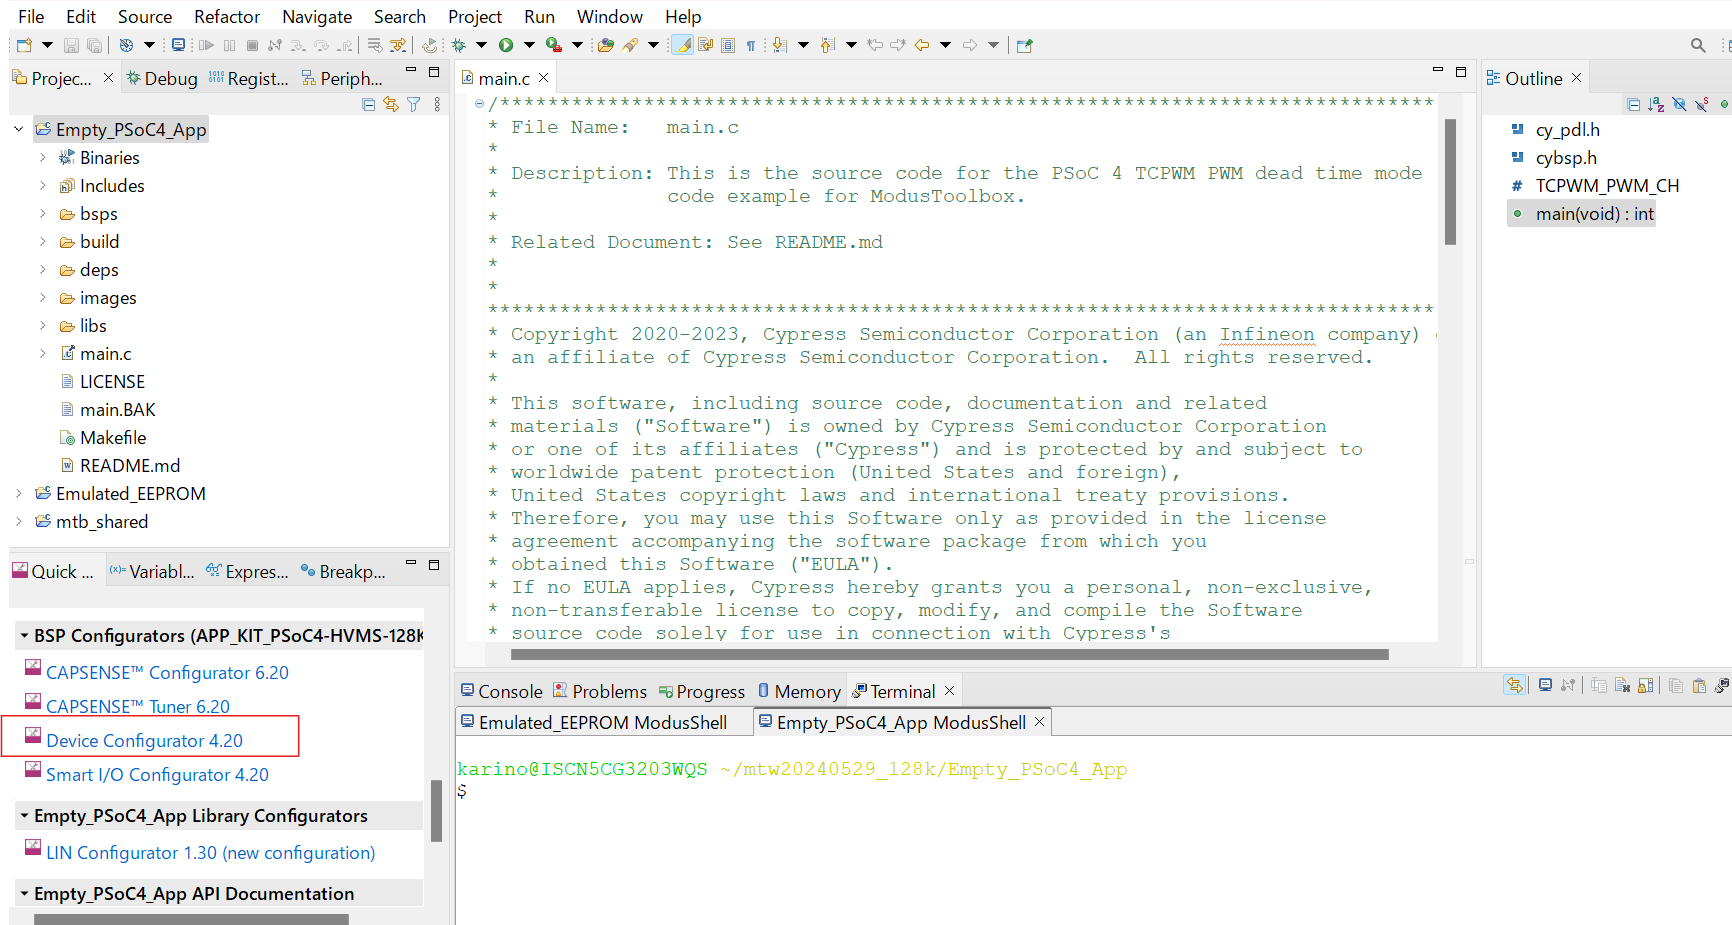 File Edit Source Refactor Navigate Search Project Run Window Help
Projec... Debug Regist... Periph...
Empty_PSoC4_App
Binaries
Includes
bsps
build
deps
images
libs
main.c
LICENSE
main.BAK
Makefile
README.md
Emulated_EEPROM
mtb_shared
Quick ... Variabl... Expres... Breakp...
BSP Configurators (APP_KIT_PSoC4-HVMS-128K
CAPSENSE™ Configurator 6.20
CAPSENSE™ Tuner 6.20
Device Configurator 4.20
Smart I/O Configurator 4.20
Empty_PSoC4_App Library Configurators
LIN Configurator 1.30 (new configuration)
Empty_PSoC4_App API Documentation
main.c
/******************************************************************************
* File Name:   main.c
*
* Description: This is the source code for the PSoC 4 TCPWM PWM dead time mode
*              code example for ModusToolbox.
*
* Related Document: See README.md
*
*
*******************************************************************************
* Copyright 2020-2023, Cypress Semiconductor Corporation (an Infineon company)
* an affiliate of Cypress Semiconductor Corporation.  All rights reserved.
*
* This software, including source code, documentation and related
* materials ("Software") is owned by Cypress Semiconductor Corporation
* or one of its affiliates ("Cypress") and is protected by and subject to
* worldwide patent protection (United States and foreign),
* United States copyright laws and international treaty provisions.
* Therefore, you may use this Software only as provided in the license
* agreement accompanying the software package from which you
* obtained this Software ("EULA").
* If no EULA applies, Cypress hereby grants you a personal, non-exclusive,
* non-transferable license to copy, modify, and compile the Software
* source code solely for use in connection with Cypress's
Outline
cy_pdl.h
cybsp.h
# TCPWM_PWM_CH
main(void) : int
Console Problems Progress Memory Terminal
Emulated_EEPROM ModusShell Empty_PSoC4_App ModusShell
karino@ISCN5CG3203WQS ~/mtw20240529_128k/Empty_PSoC4_App
$